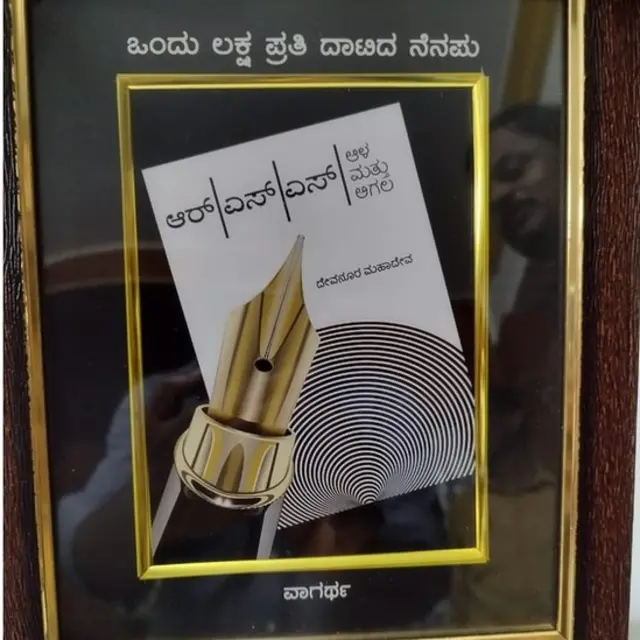 ಒಂದು ಲಕ್ಷ ಪ್ರತಿ ದಾಟಿದ ನೆನಪು
ಆರ್|ಎಸ್|ಎಸ್|
ಆಳ
ಮತ್ತು
ಅಗಲ
ದೇವನೂರ ಮಹಾದೇವ
ವಾಗರ್ಥ